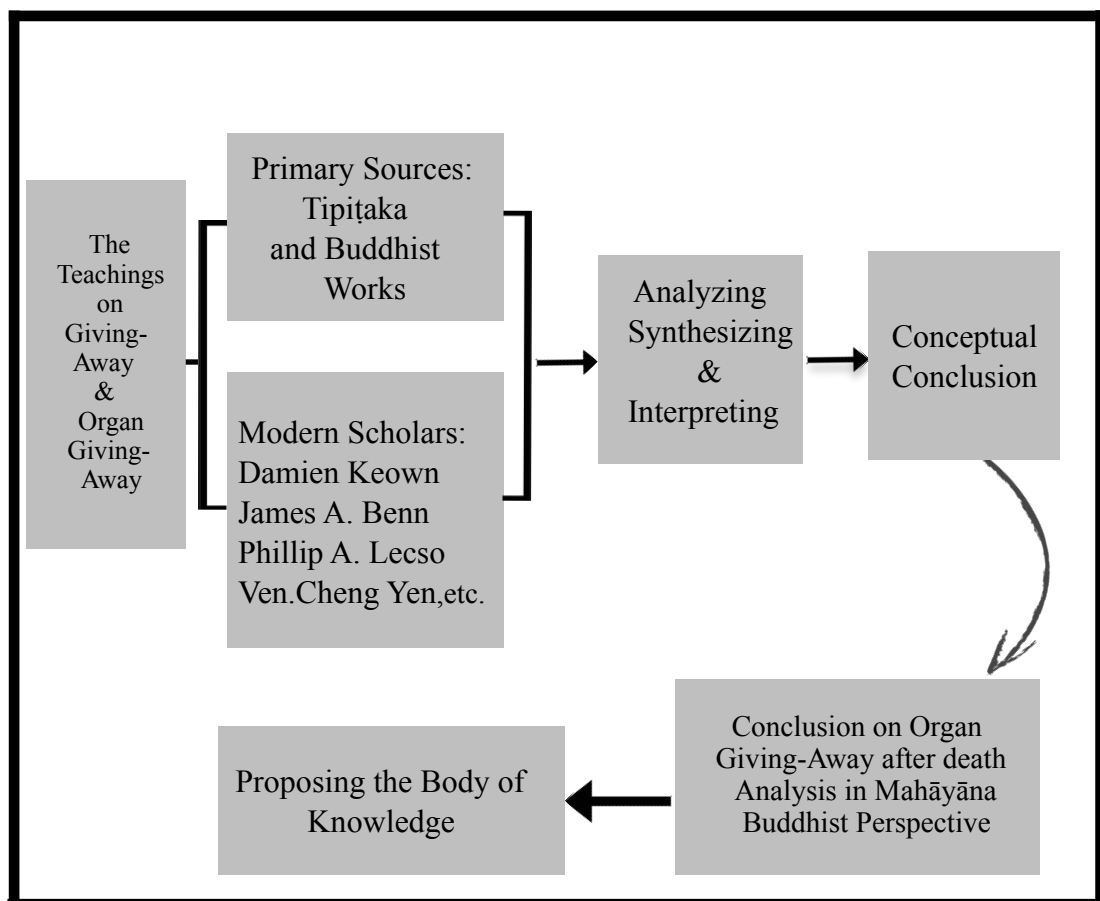 The
Teachings
on
Giving-
Away
&
Organ
Giving-
Away
Primary Sources:
Tipiṭaka
and Buddhist
Works
Modern Scholars:
Damien Keown
James A. Benn
Phillip A. Lecso
Ven.Cheng Yen,etc.
Analyzing
Synthesizing
&
Interpreting
Conceptual
Conclusion
Conclusion on Organ
Giving-Away after death
Analysis in Mahāyāna
Buddhist Perspective
Proposing the Body of
Knowledge